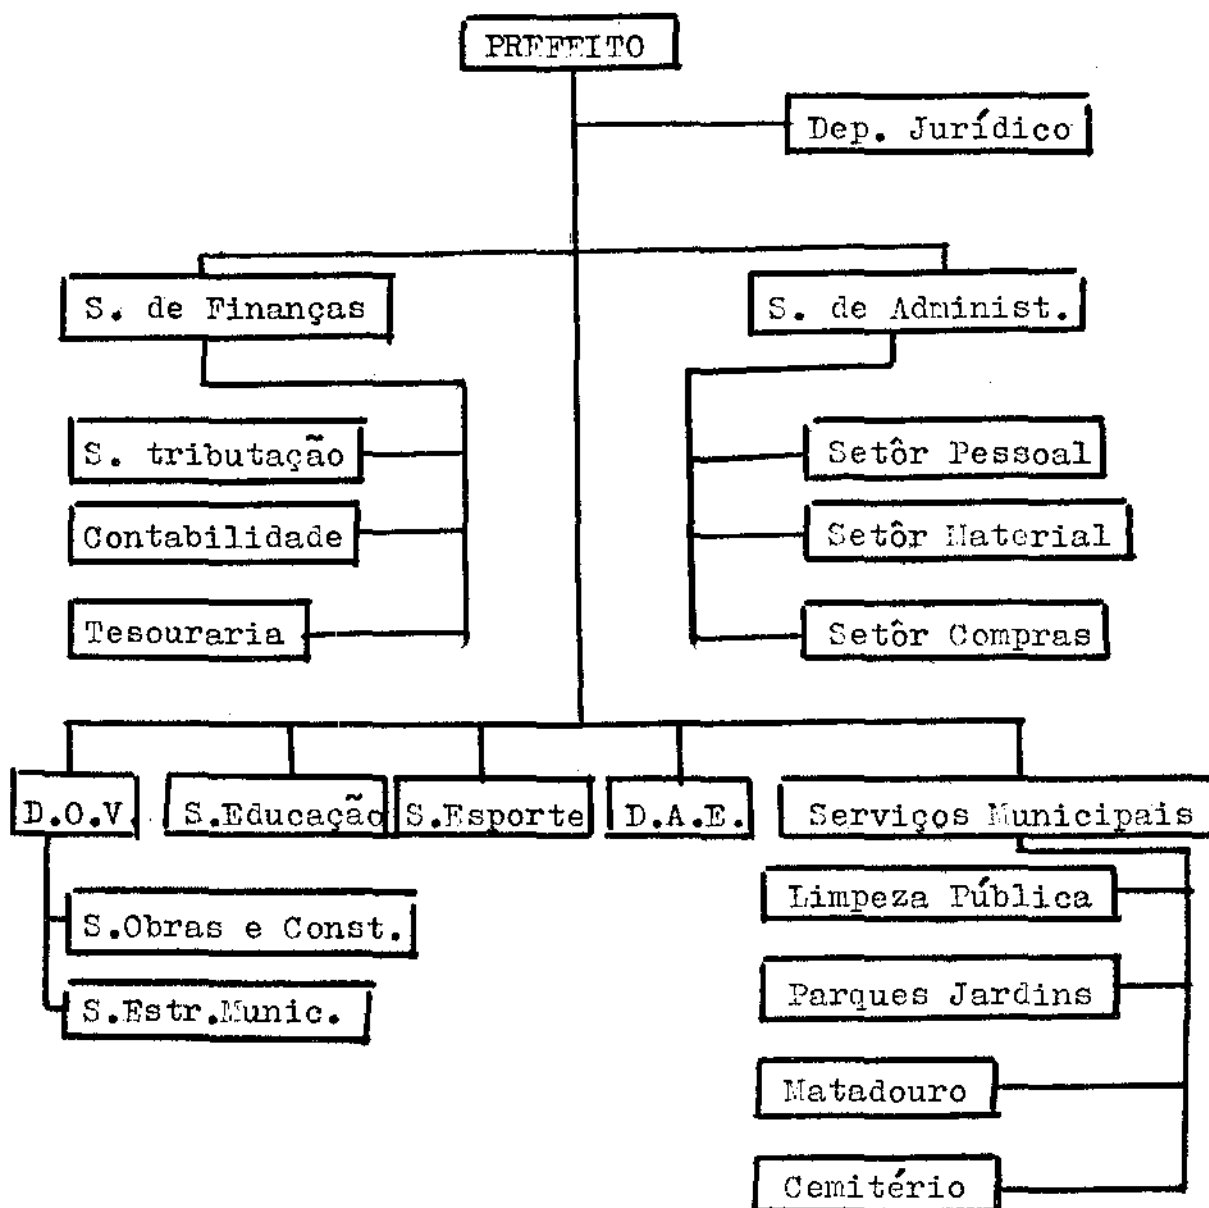 PREFEITO
Dep. Jurídico
S. de Finanças
S. de Administ.
S. tributação
Contabilidade
Tesouraria
Setôr Pessoal
Setôr Material
Setôr Compras
D.O.V.
S.Educação
S.Esporte
D.A.E.
Serviços Municipais
S.Obras e Const.
S.Estr.Munic.
Limpeza Pública
Parques Jardins
Matadouro
Cemitério